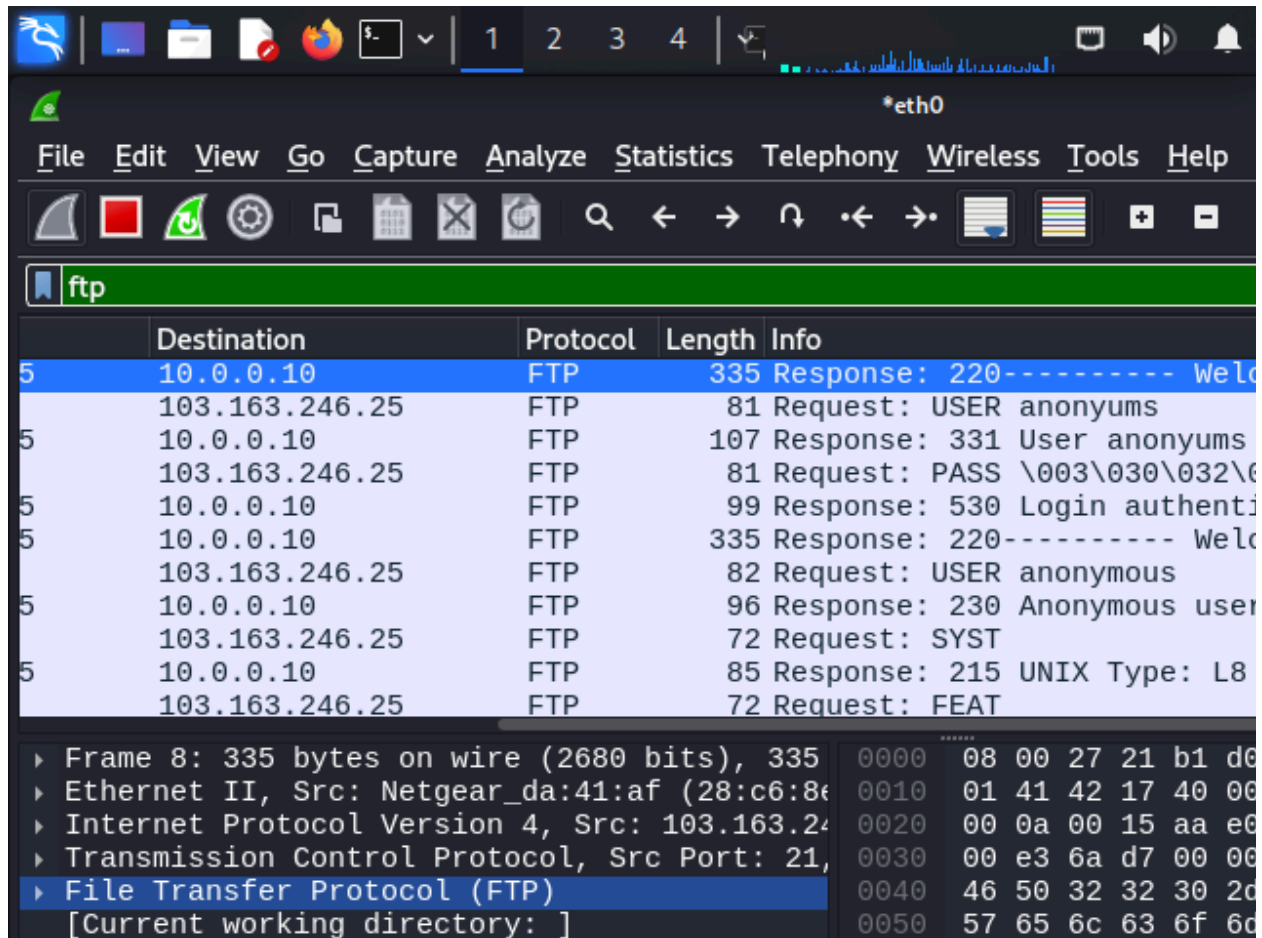 1 2 3 4
*eth0
File Edit View Go Capture Analyze Statistics Telephony Wireless Tools Help
ftp
Destination Protocol Length Info
5 10.0.0.10 FTP 335 Response: 220---------- Welc
103.163.246.25 FTP 81 Request: USER anonyums
5 10.0.0.10 FTP 107 Response: 331 User anonyums
103.163.246.25 FTP 81 Request: PASS \003\030\032\0
5 10.0.0.10 FTP 99 Response: 530 Login authenti
5 10.0.0.10 FTP 335 Response: 220---------- Welc
103.163.246.25 FTP 82 Request: USER anonymous
5 10.0.0.10 FTP 96 Response: 230 Anonymous user
103.163.246.25 FTP 72 Request: SYST
5 10.0.0.10 FTP 85 Response: 215 UNIX Type: L8
103.163.246.25 FTP 72 Request: FEAT
Frame 8: 335 bytes on wire (2680 bits), 335 0000 08 00 27 21 b1 d0
Ethernet II, Src: Netgear_da:41:af (28:c6:8e 0010 01 41 42 17 40 00
Internet Protocol Version 4, Src: 103.163.24 0020 00 0a 00 15 aa e0
Transmission Control Protocol, Src Port: 21, 0030 00 e3 6a d7 00 00
File Transfer Protocol (FTP) 0040 46 50 32 32 30 2d
[Current working directory: ] 0050 57 65 6c 63 6f 6d